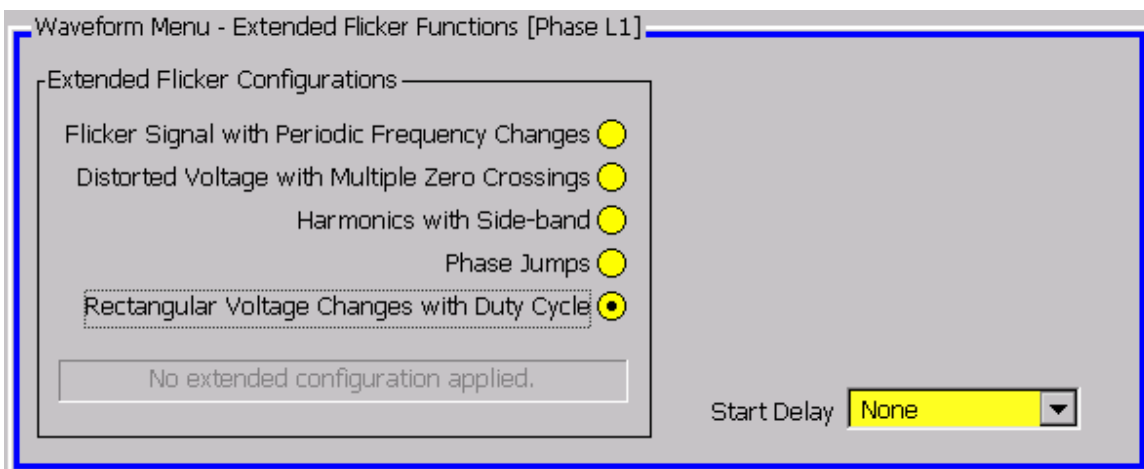 Waveform Menu - Extended Flicker Functions [Phase L1]
Extended Flicker Configurations
Flicker Signal with Periodic Frequency Changes
Distorted Voltage with Multiple Zero Crossings
Harmonics with Side-band
Phase Jumps
Rectangular Voltage Changes with Duty Cycle
No extended configuration applied.
Start Delay None